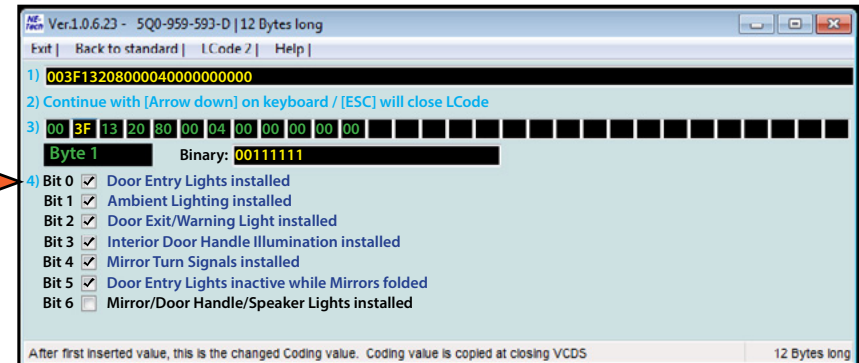 NE-Tech Ver.1.0.6.23 - 5Q0-959-593-D | 12 Bytes long
Exit | Back to standard | LCode 2 | Help |
1) 003F13208000040000000000
2) Continue with [Arrow down] on keyboard / [ESC] will close LCode
3) 00 3F 13 20 80 00 04 00 00 00 00 00
Byte 1 Binary: 00111111
4) Bit 0 Door Entry Lights installed
Bit 1 Ambient Lighting installed
Bit 2 Door Exit/Warning Light installed
Bit 3 Interior Door Handle Illumination installed
Bit 4 Mirror Turn Signals installed
Bit 5 Door Entry Lights inactive while Mirrors folded
Bit 6 Mirror/Door Handle/Speaker Lights installed
After first inserted value, this is the changed Coding value. Coding value is copied at closing VCDS 12 Bytes long